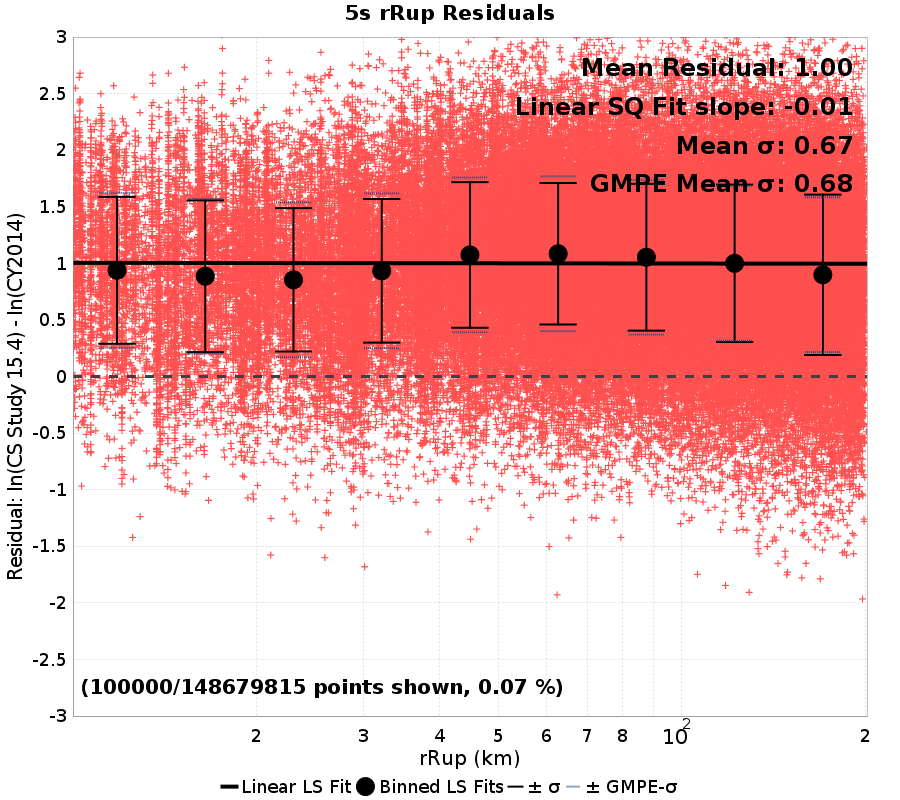 5s rRup Residuals
3
2.5
2
1.5
1
0.5
0
-0.5
-1
-1.5
-2
-2.5
-3
Residual: ln(CS Study 15.4) - ln(CY2014)
Mean Residual: 1.00
Linear SQ Fit slope: -0.01
Mean σ: 0.67
GMPE Mean σ: 0.68
(100000/148679815 points shown, 0.07 %)
2 3 4 5 6 7 8 10² 2
rRup (km)
Linear LS Fit Binned LS Fits ± σ ± GMPE-σ